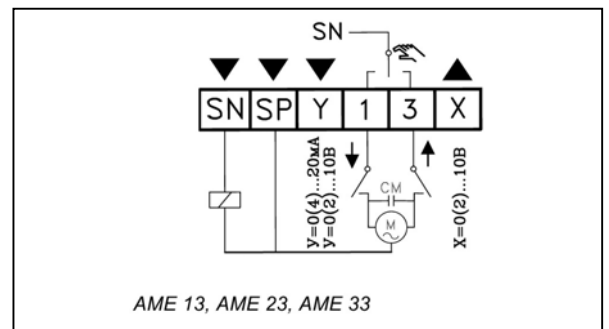 SN
SN SP Y 1 3 X
У=0(4)...20мА
У=0(2)...10В
CM
M
X=0(2)...10В
AME 13, AME 23, AME 33